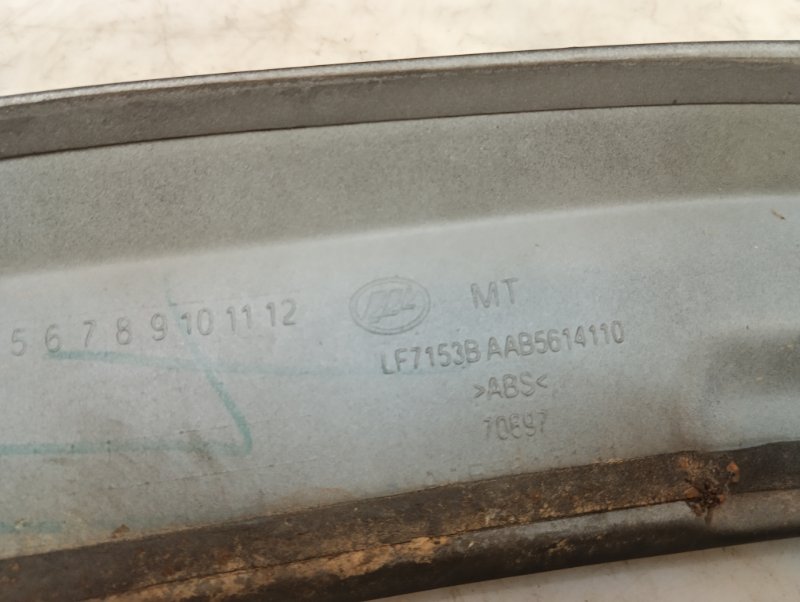 5 6 7 8 9 10 11 12
MT
LF7153B AAB5614110
>ABS<
70697